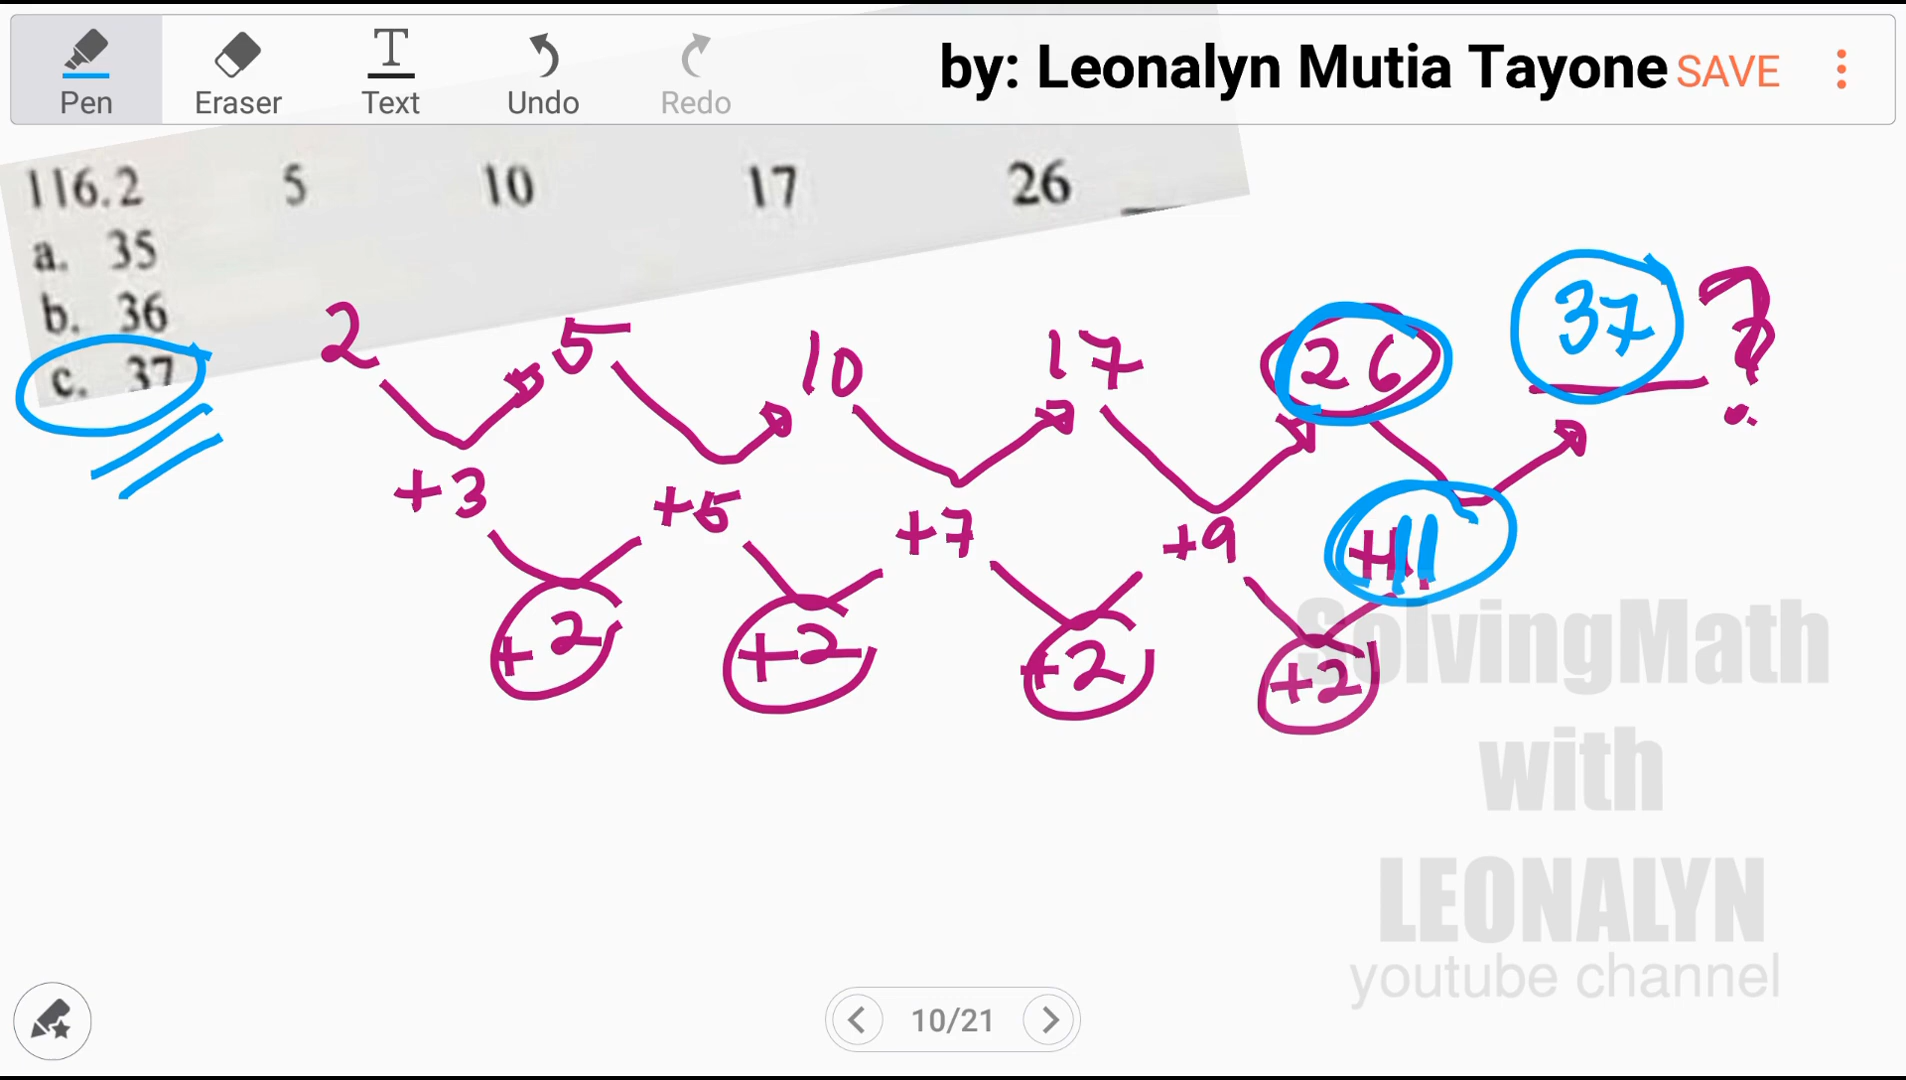 Pen Eraser Text Undo Redo by: Leonalyn Mutia Tayone SAVE
116.2 5 10 17 26 __
a. 35
b. 36
c. 37
2 5 10 17 26 37 ?
+3 +5 +7 +9 +11
+2 +2 +2 +2
SolvingMath
with
LEONALYN
youtube channel
10/21